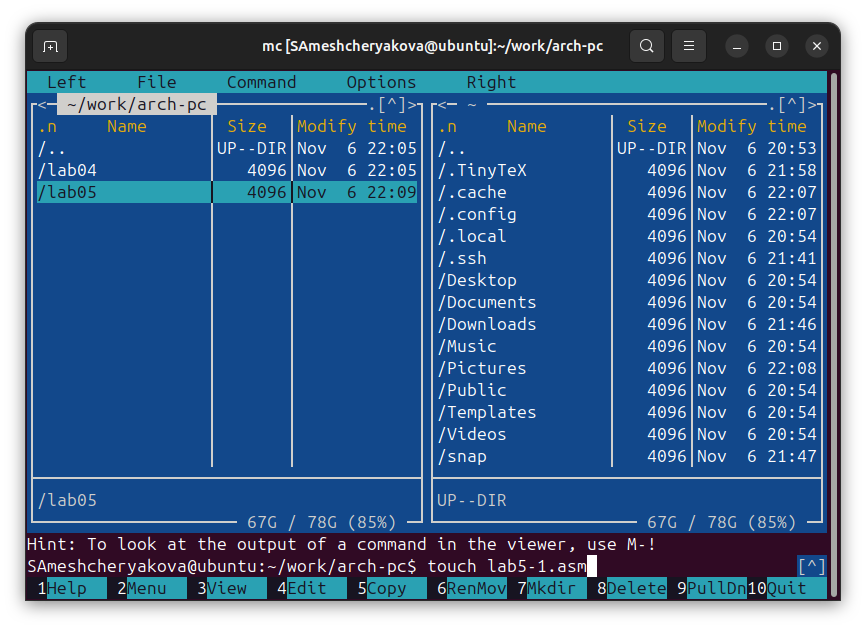 mc [SAmeshcheryakova@ubuntu]:~/work/arch-pc
Left File Command Options Right
<─ ~/work/arch-pc ─.[^]>
.n Name Size Modify time
/.. UP--DIR Nov 6 22:05
/lab04 4096 Nov 6 22:05
/lab05 4096 Nov 6 22:09
/lab05
67G / 78G (85%)
<─ ~ ─.[^]>
.n Name Size Modify time
/.. UP--DIR Nov 6 20:53
/.TinyTeX 4096 Nov 6 21:58
/.cache 4096 Nov 6 22:07
/.config 4096 Nov 6 22:07
/.local 4096 Nov 6 20:54
/.ssh 4096 Nov 6 21:41
/Desktop 4096 Nov 6 20:54
/Documents 4096 Nov 6 20:54
/Downloads 4096 Nov 6 21:46
/Music 4096 Nov 6 20:54
/Pictures 4096 Nov 6 22:08
/Public 4096 Nov 6 20:54
/Templates 4096 Nov 6 20:54
/Videos 4096 Nov 6 20:54
/snap 4096 Nov 6 21:47
UP--DIR
67G / 78G (85%)
Hint: To look at the output of a command in the viewer, use M-!
SAmeshcheryakova@ubuntu:~/work/arch-pc$ touch lab5-1.asm [^]
1Help 2Menu 3View 4Edit 5Copy 6RenMov 7Mkdir 8Delete 9PullDn 10Quit